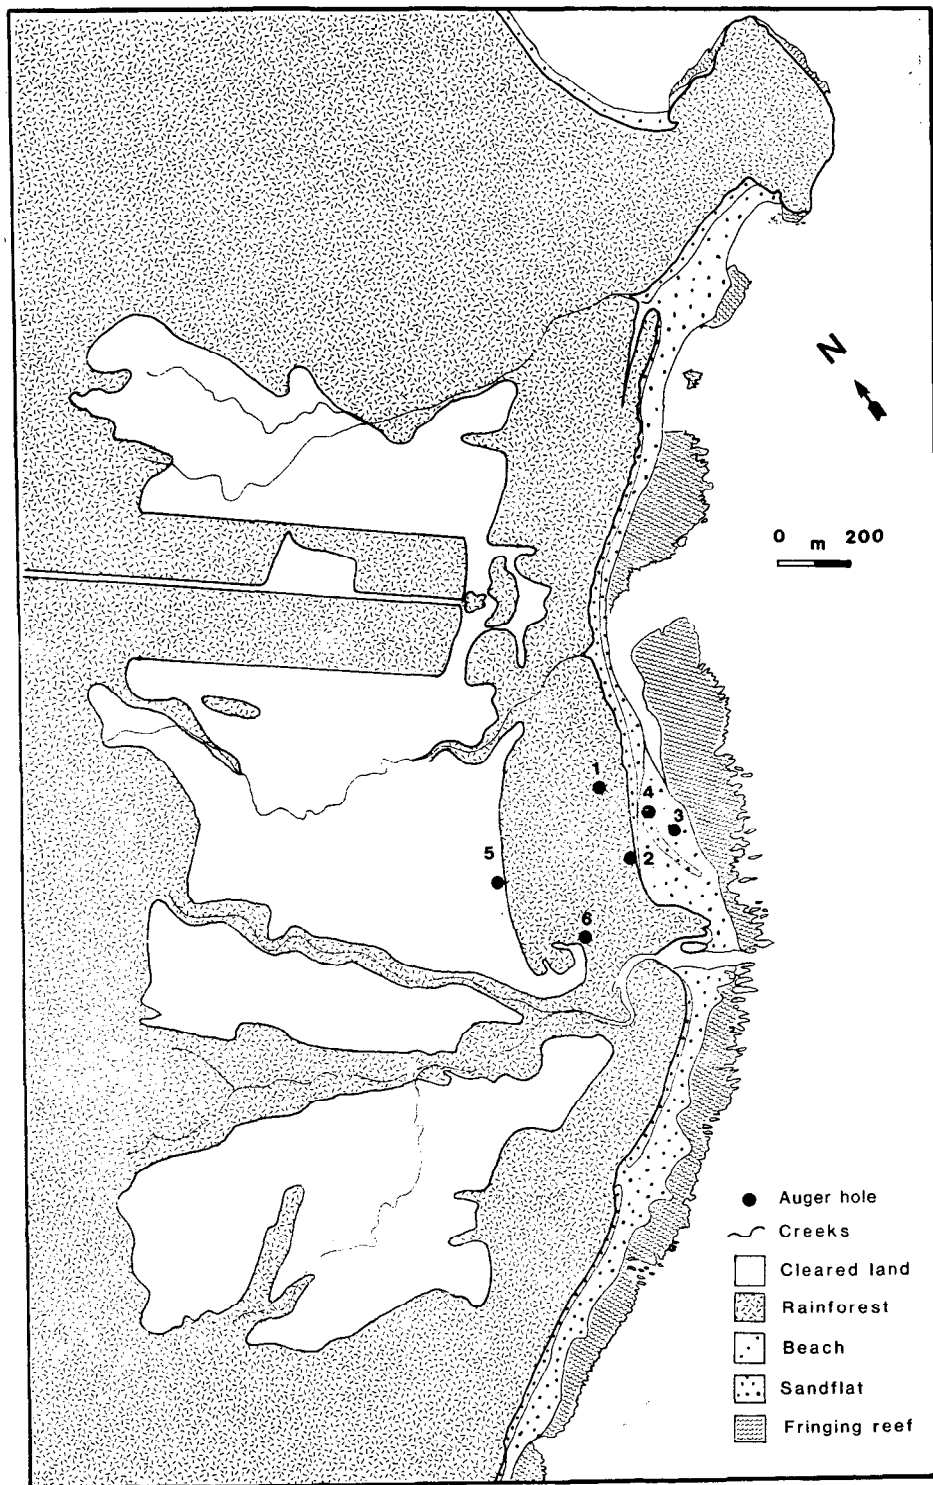 N
0 m 200
1
4
3
2
5
6
Auger hole
Creeks
Cleared land
Rainforest
Beach
Sandflat
Fringing reef